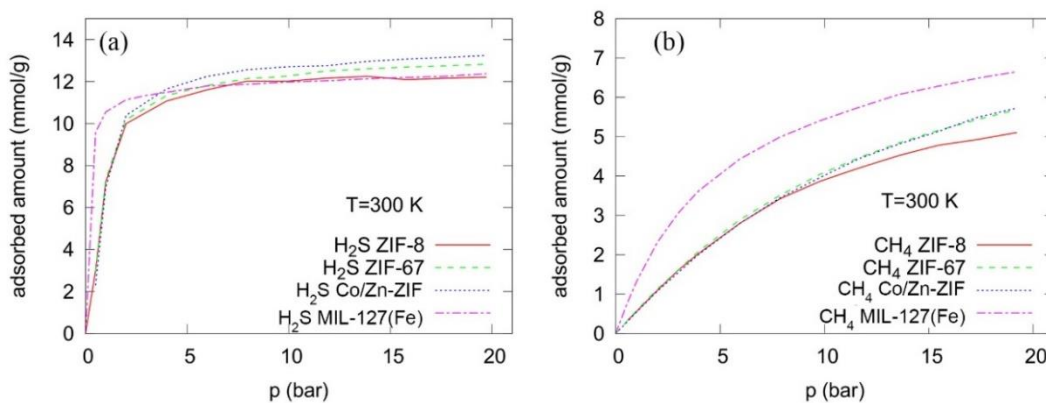 (a)
adsorbed amount (mmol/g)
14
12
10
8
6
4
2
0
T=300 K
H₂S ZIF-8
H₂S ZIF-67
H₂S Co/Zn-ZIF
H₂S MIL-127(Fe)
0 5 10 15 20
p (bar)
(b)
adsorbed amount (mmol/g)
8
7
6
5
4
3
2
1
0
T=300 K
CH₄ ZIF-8
CH₄ ZIF-67
CH₄ Co/Zn-ZIF
CH₄ MIL-127(Fe)
0 5 10 15 20
p (bar)